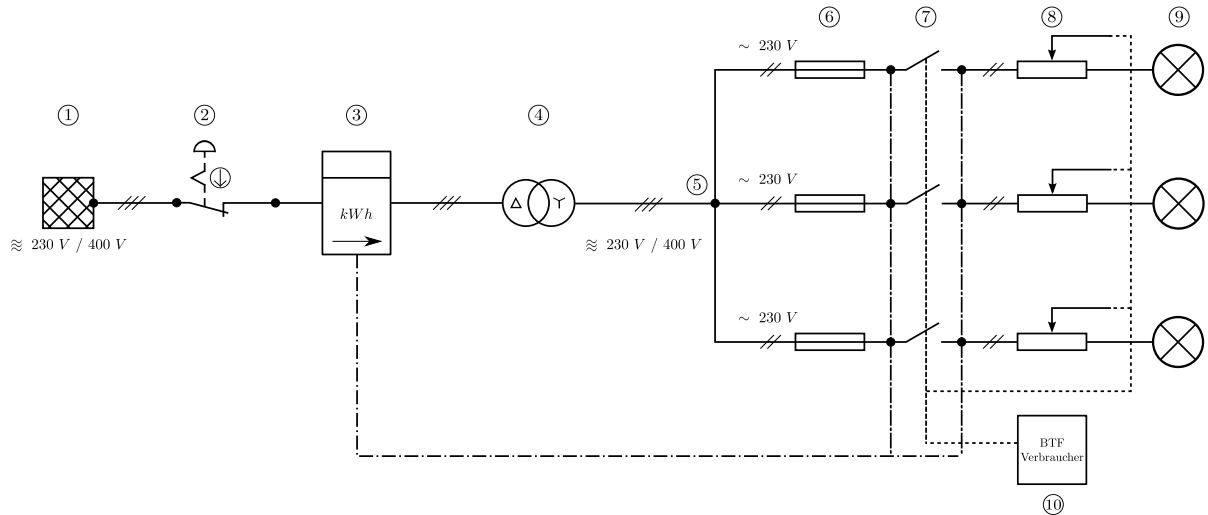 ① ② ③ ④ ⑤ ⑥ ⑦ ⑧ ⑨
~ 230 V
~ 230 V
kWh
≈ 230 V / 400 V
≈ 230 V / 400 V
~ 230 V
BTF
Verbraucher
⑩